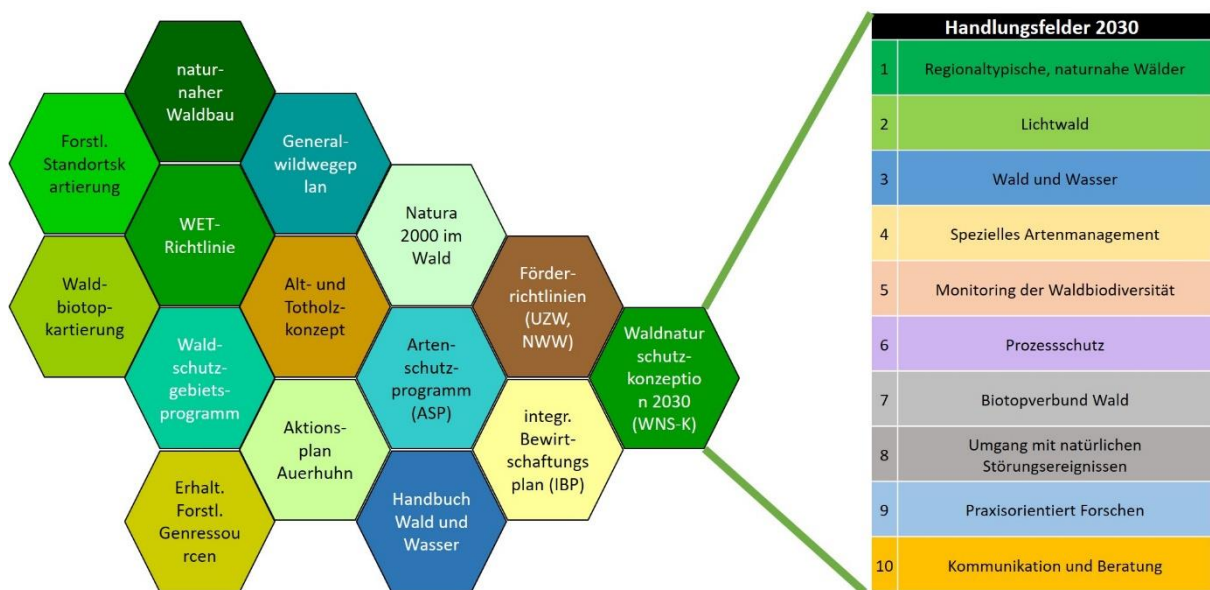 natur-
naher
Waldbau
Forstl.
Standortsk
artierung
General-
wildwegep
lan
WET-
Richtlinie
Natura
2000 im
Wald
Wald-
biotop-
kartierung
Alt- und
Totholz-
konzept
Förder-
richtlinien
(UZW,
NWW)
Wald-
schutz-
gebiets-
programm
Arten-
schutz-
programm
(ASP)
Waldnatur
schutz-
konzeptio
n 2030
(WNS-K)
Aktions-
plan
Auerhuhn
integr.
Bewirt-
schaftungs
plan (IBP)
Erhalt.
Forstl.
Genressou
rcen
Handbuch
Wald und
Wasser
Handlungsfelder 2030
1 Regionaltypische, naturnahe Wälder
2 Lichtwald
3 Wald und Wasser
4 Spezielles Artenmanagement
5 Monitoring der Waldbiodiversität
6 Prozessschutz
7 Biotopverbund Wald
8 Umgang mit natürlichen
Störungsereignissen
9 Praxisorientiert Forschen
10 Kommunikation und Beratung